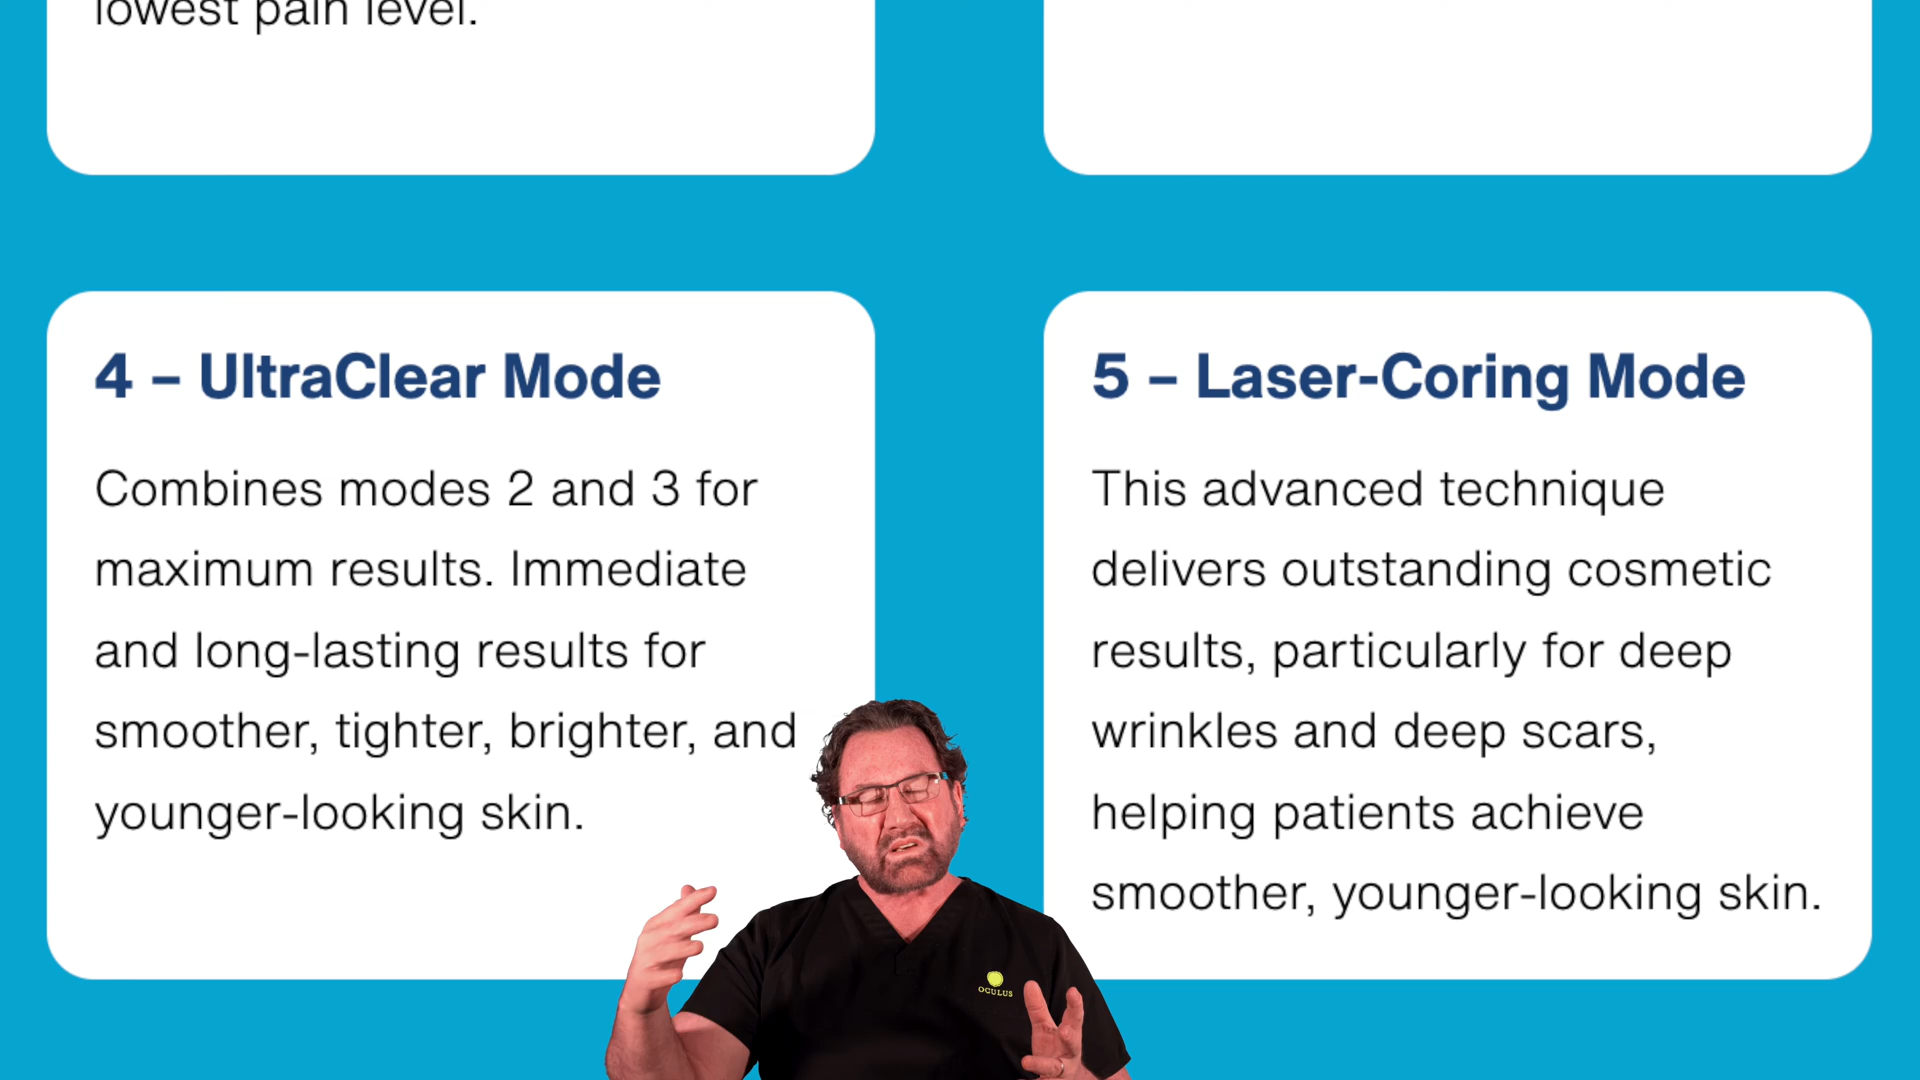 lowest pain level.
4 – UltraClear Mode
Combines modes 2 and 3 for
maximum results. Immediate
and long-lasting results for
smoother, tighter, brighter, and
younger-looking skin.
5 – Laser-Coring Mode
This advanced technique
delivers outstanding cosmetic
results, particularly for deep
wrinkles and deep scars,
helping patients achieve
smoother, younger-looking skin.
OCULUS